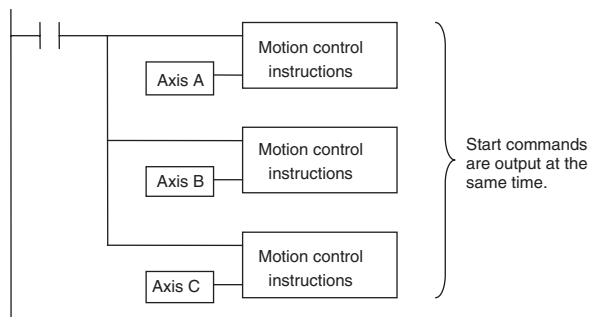 Motion control
instructions
Axis A
Motion control
instructions
Axis B
Motion control
instructions
Axis C
Start commands
are output at the
same time.